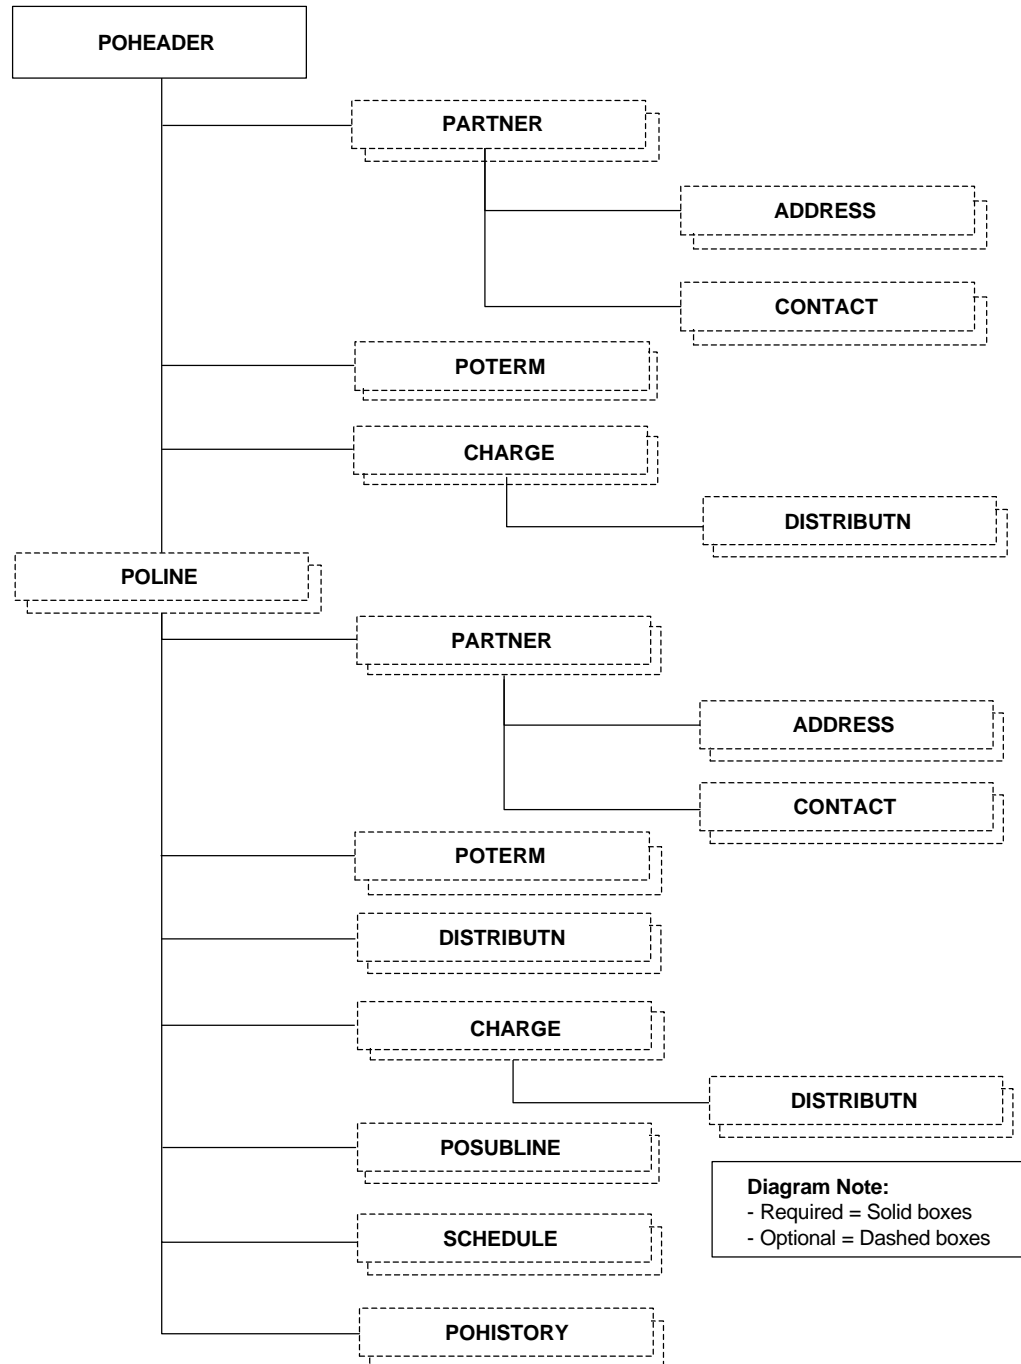 POHEADER
PARTNER
ADDRESS
CONTACT
POTERM
CHARGE
DISTRIBUTN
POLINE
PARTNER
ADDRESS
CONTACT
POTERM
DISTRIBUTN
CHARGE
DISTRIBUTN
POSUBLINE
Diagram Note:
- Required = Solid boxes
- Optional = Dashed boxes
SCHEDULE
POHISTORY